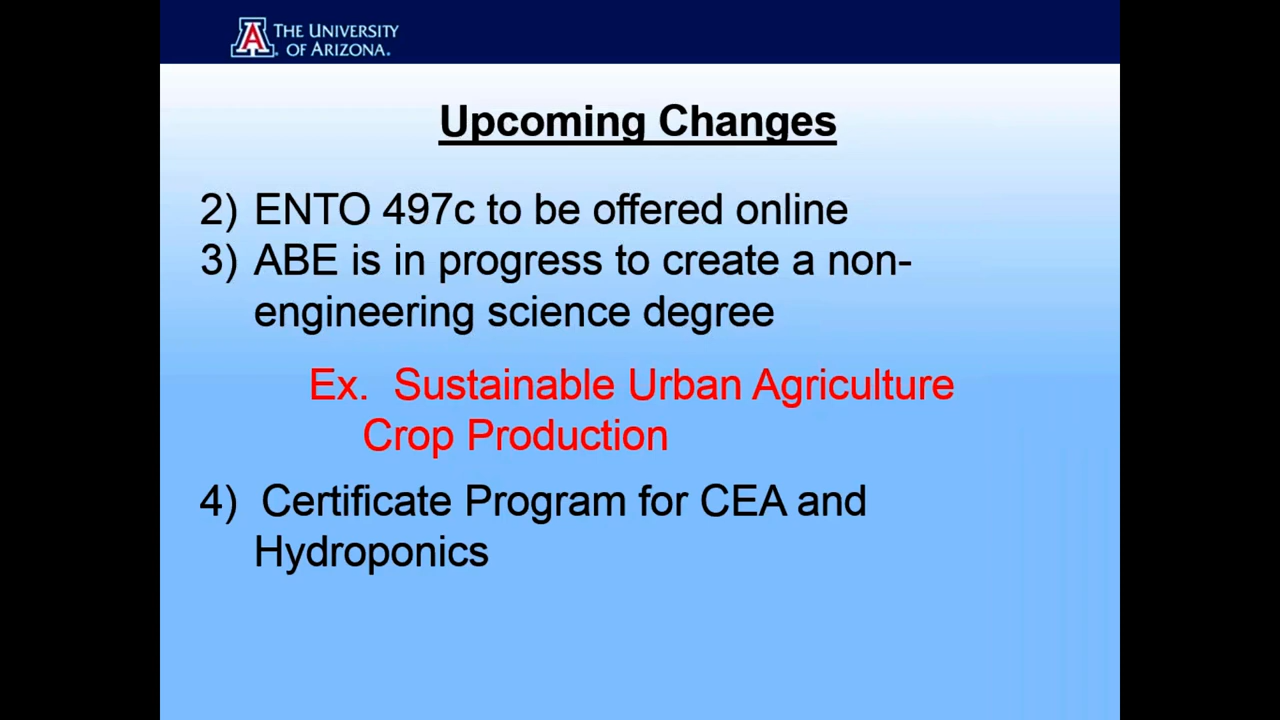 THE UNIVERSITY
OF ARIZONA.
Upcoming Changes
2) ENTO 497c to be offered online
3) ABE is in progress to create a non-
engineering science degree
Ex. Sustainable Urban Agriculture
Crop Production
4) Certificate Program for CEA and
Hydroponics